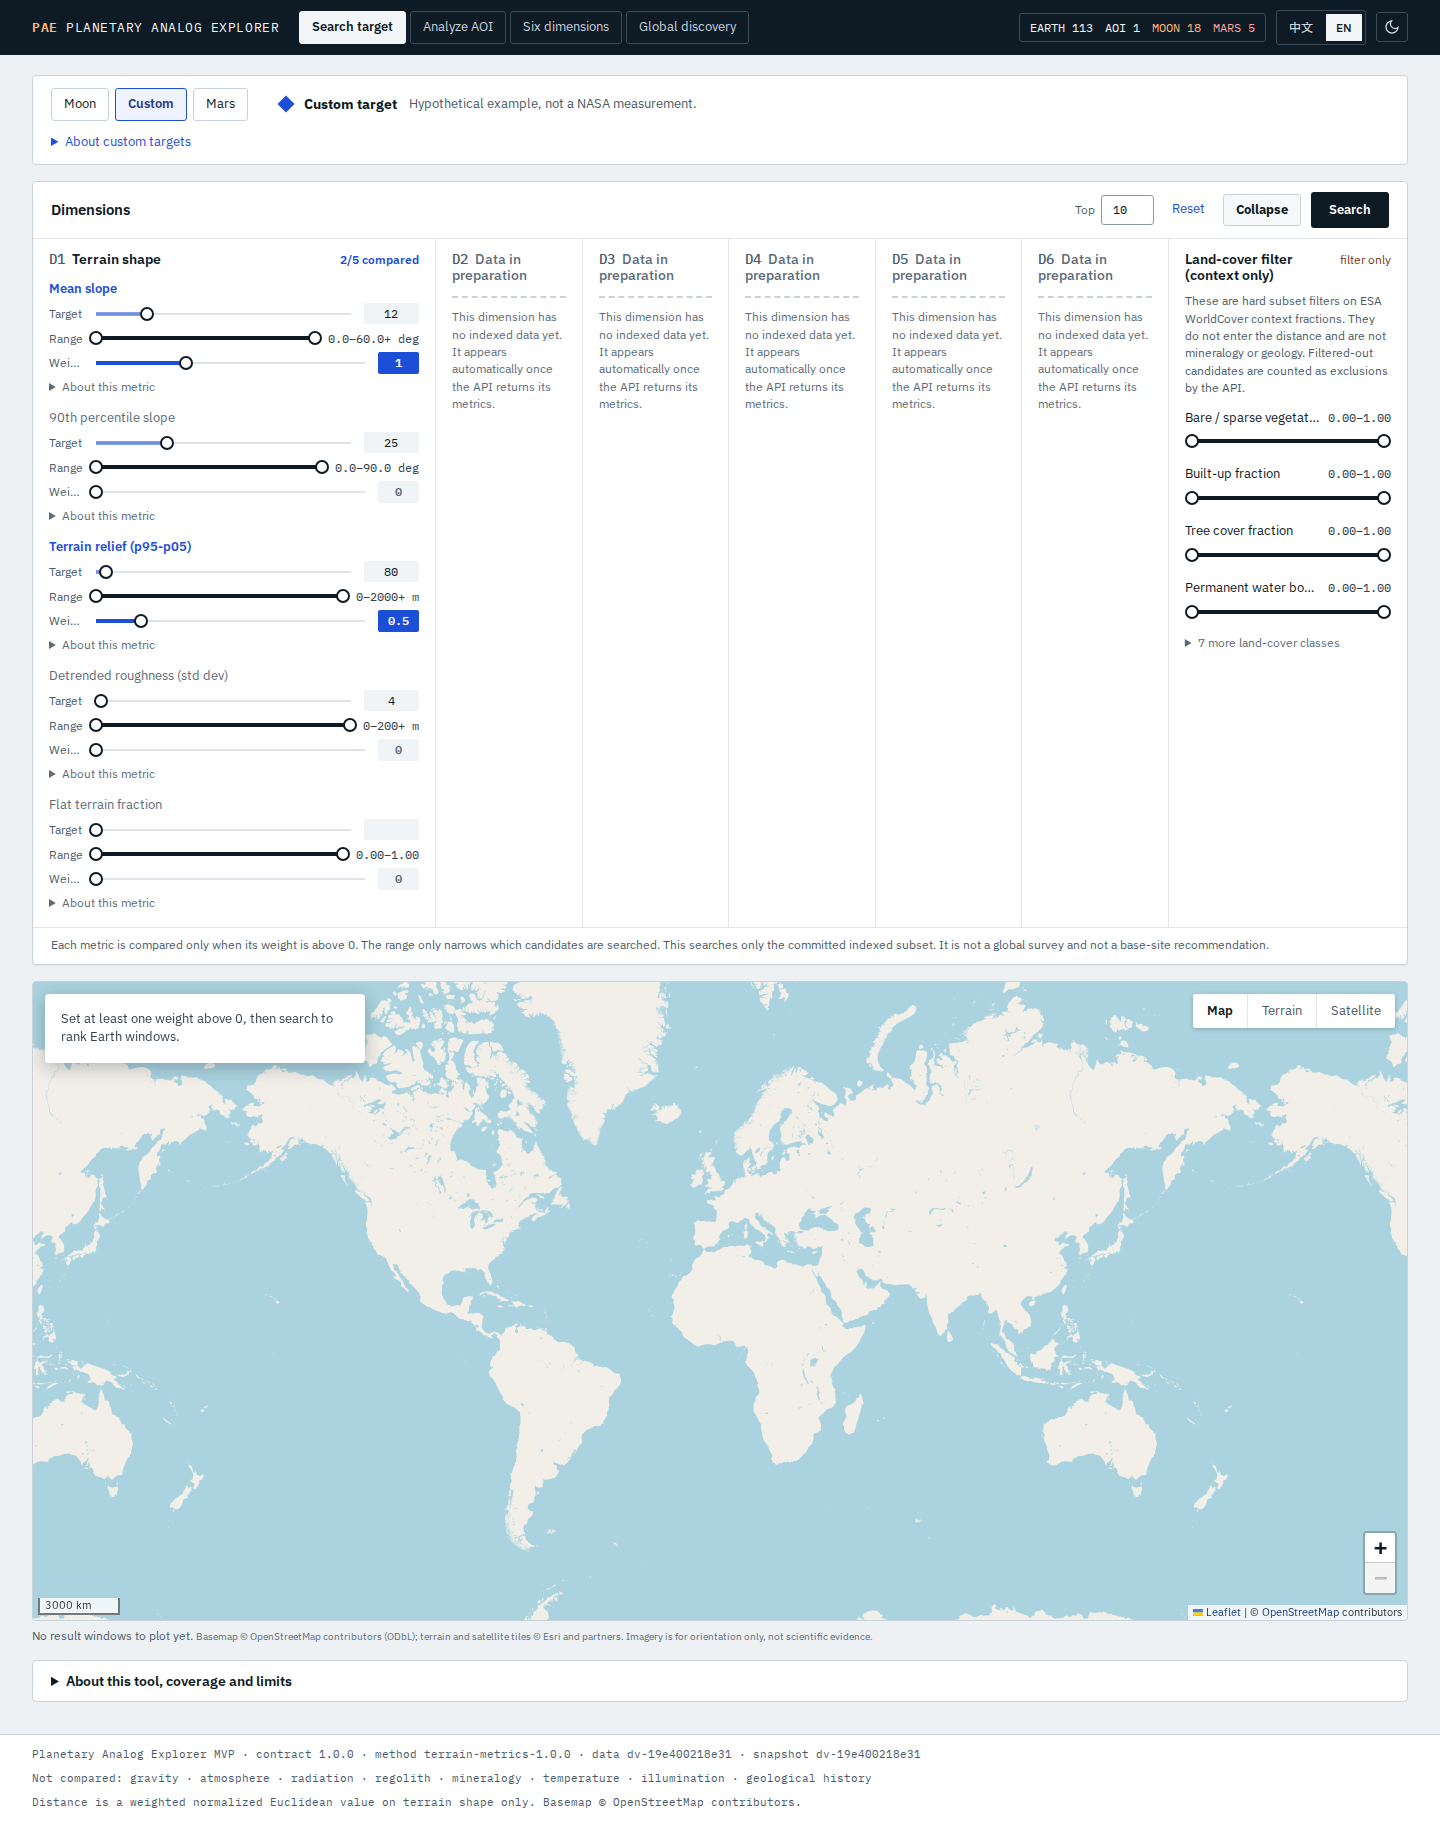 PAE PLANETARY ANALOG EXPLORER
Search target
Analyze AOI
Six dimensions
Global discovery
EARTH 113 AOI 1 MOON 18 MARS 5
中文
EN
Moon
Custom
Mars
Custom target Hypothetical example, not a NASA measurement.
About custom targets
Dimensions
Top
10
Reset
Collapse
Search
D1 Terrain shape
2/5 compared
Mean slope
Target
12
Range
0.0–60.0+ deg
Wei...
1
About this metric
90th percentile slope
Target
25
Range
0.0–90.0 deg
Wei...
0
About this metric
Terrain relief (p95-p05)
Target
80
Range
0–2000+ m
Wei...
0.5
About this metric
Detrended roughness (std dev)
Target
4
Range
0–200+ m
Wei...
0
About this metric
Flat terrain fraction
Target
Range
0.00–1.00
Wei...
0
About this metric
D2 Data in
preparation
This dimension has
no indexed data yet.
It appears
automatically once
the API returns its
metrics.
D3 Data in
preparation
This dimension has
no indexed data yet.
It appears
automatically once
the API returns its
metrics.
D4 Data in
preparation
This dimension has
no indexed data yet.
It appears
automatically once
the API returns its
metrics.
D5 Data in
preparation
This dimension has
no indexed data yet.
It appears
automatically once
the API returns its
metrics.
D6 Data in
preparation
This dimension has
no indexed data yet.
It appears
automatically once
the API returns its
metrics.
Land-cover filter
(context only)
filter only
These are hard subset filters on ESA
WorldCover context fractions. They
do not enter the distance and are not
mineralogy or geology. Filtered-out
candidates are counted as exclusions
by the API.
Bare / sparse vegetat... 0.00–1.00
Built-up fraction 0.00–1.00
Tree cover fraction 0.00–1.00
Permanent water bo... 0.00–1.00
7 more land-cover classes
Each metric is compared only when its weight is above 0. The range only narrows which candidates are searched. This searches only the committed indexed subset. It is not a global survey and not a base-site recommendation.
Set at least one weight above 0, then search to
rank Earth windows.
Map
Terrain
Satellite
+
−
3000 km
Leaflet | © OpenStreetMap contributors
No result windows to plot yet. Basemap © OpenStreetMap contributors (ODbL); terrain and satellite tiles © Esri and partners. Imagery is for orientation only, not scientific evidence.
About this tool, coverage and limits
Planetary Analog Explorer MVP · contract 1.0.0 · method terrain-metrics-1.0.0 · data dv-19e400218e31 · snapshot dv-19e400218e31
Not compared: gravity · atmosphere · radiation · regolith · mineralogy · temperature · illumination · geological history
Distance is a weighted normalized Euclidean value on terrain shape only. Basemap © OpenStreetMap contributors.